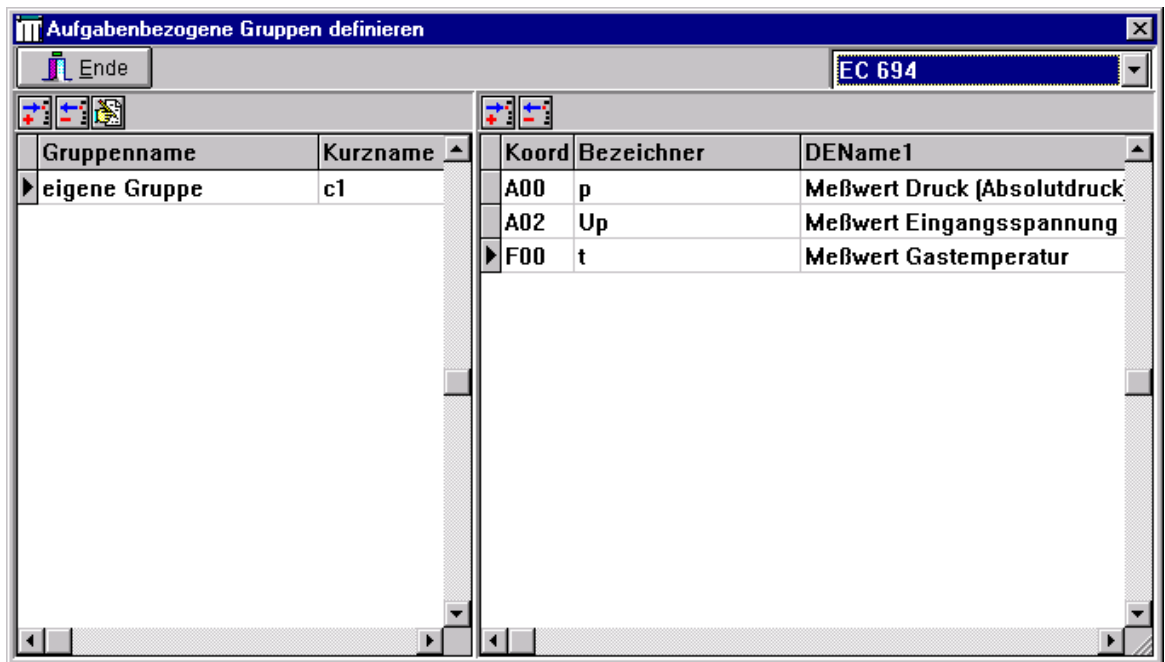 Aufgabenbezogene Gruppen definieren
Ende
EC 694
Gruppenname Kurzname
eigene Gruppe c1
Koord Bezeichner DEName1
A00 p Meßwert Druck (Absolutdruck)
A02 Up Meßwert Eingangsspannung
F00 t Meßwert Gastemperatur